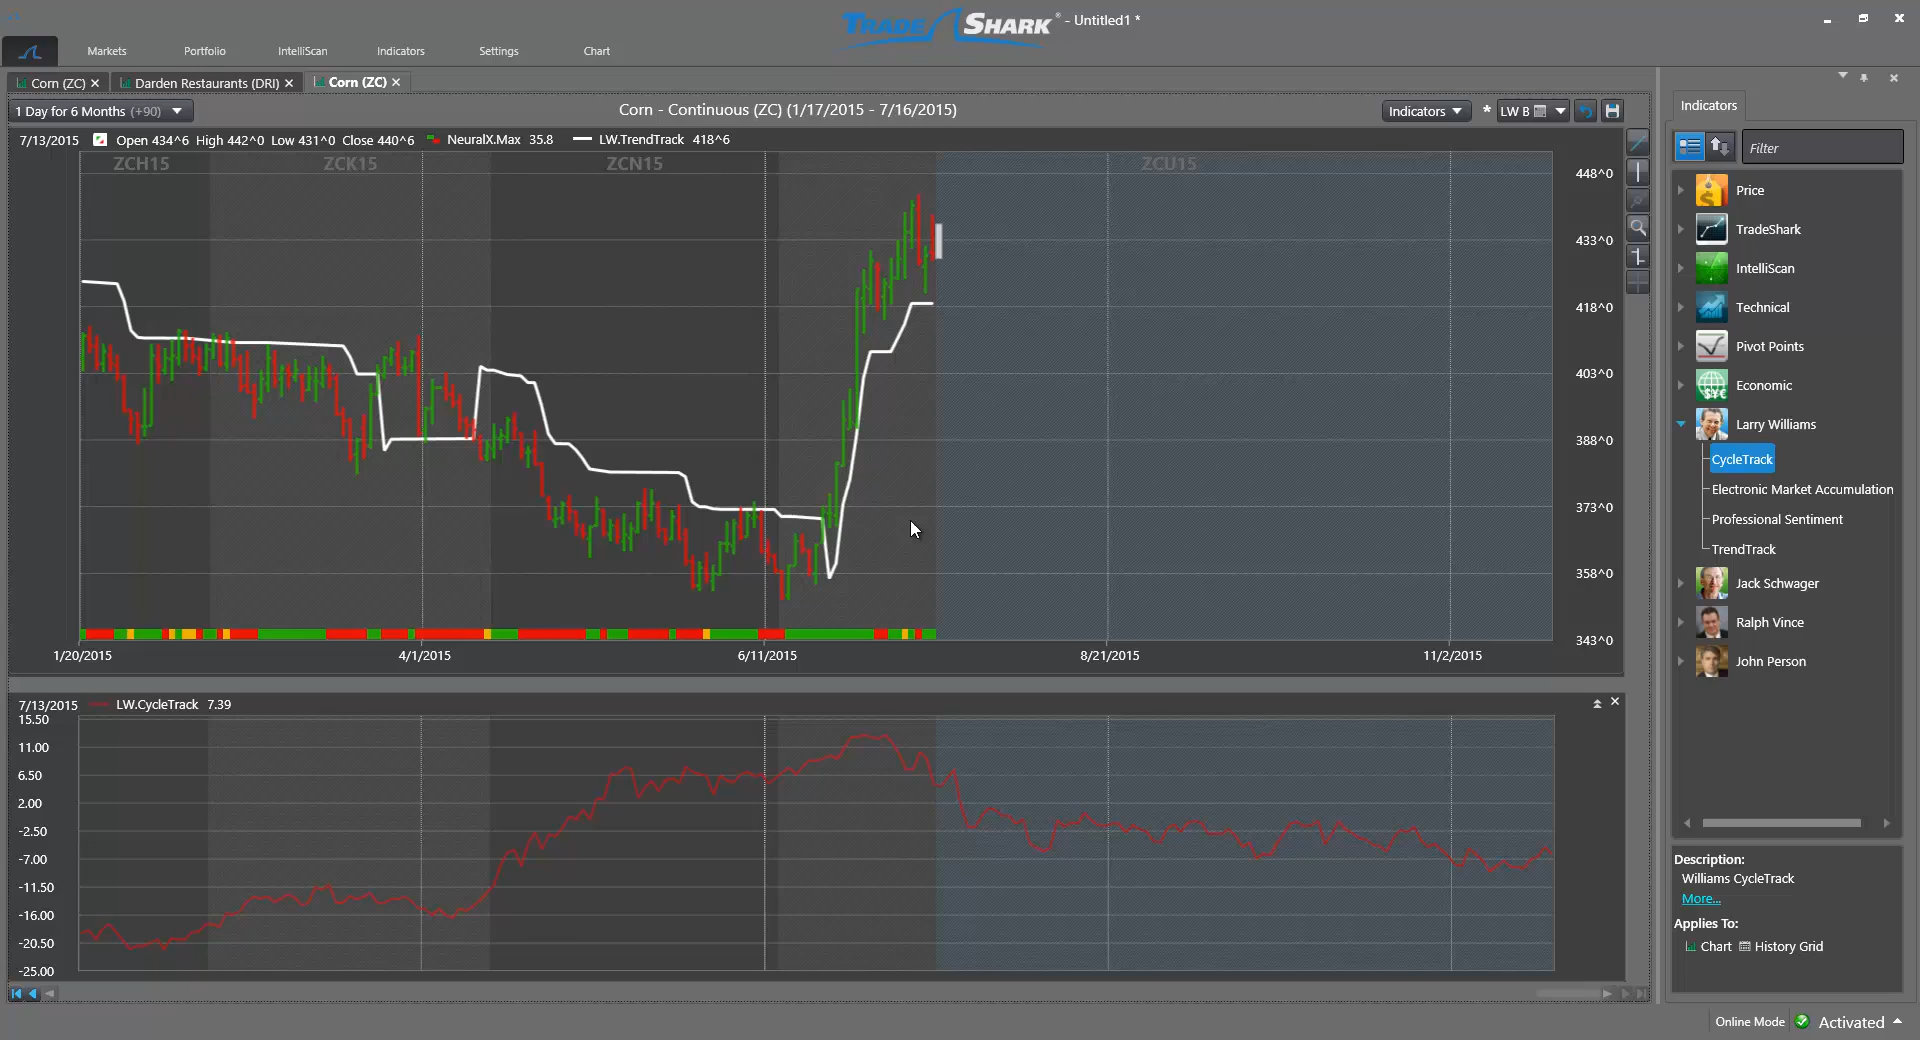 TRADE SHARK® - Untitled1 *
Markets Portfolio IntelliScan Indicators Settings Chart
Corn (ZC) Darden Restaurants (DRI) Corn (ZC)
1 Day for 6 Months (+90)
Corn - Continuous (ZC) (1/17/2015 - 7/16/2015)
Indicators * LW B
7/13/2015 Open 434^6 High 442^0 Low 431^0 Close 440^6 NeuralX.Max 35.8 LW.TrendTrack 418^6
ZCH15 ZCK15 ZCN15 ZCU15
448^0
433^0
418^0
403^0
388^0
373^0
358^0
343^0
1/20/2015 4/1/2015 6/11/2015 8/21/2015 11/2/2015
7/13/2015 LW.CycleTrack 7.39
15.50
11.00
6.50
2.00
-2.50
-7.00
-11.50
-16.00
-20.50
-25.00
Indicators
Filter
Price
TradeShark
IntelliScan
Technical
Pivot Points
Economic
$¥€
Larry Williams
CycleTrack
Electronic Market Accumulation
Professional Sentiment
TrendTrack
Jack Schwager
Ralph Vince
John Person
Description:
Williams CycleTrack
More...
Applies To:
Chart History Grid
Online Mode Activated